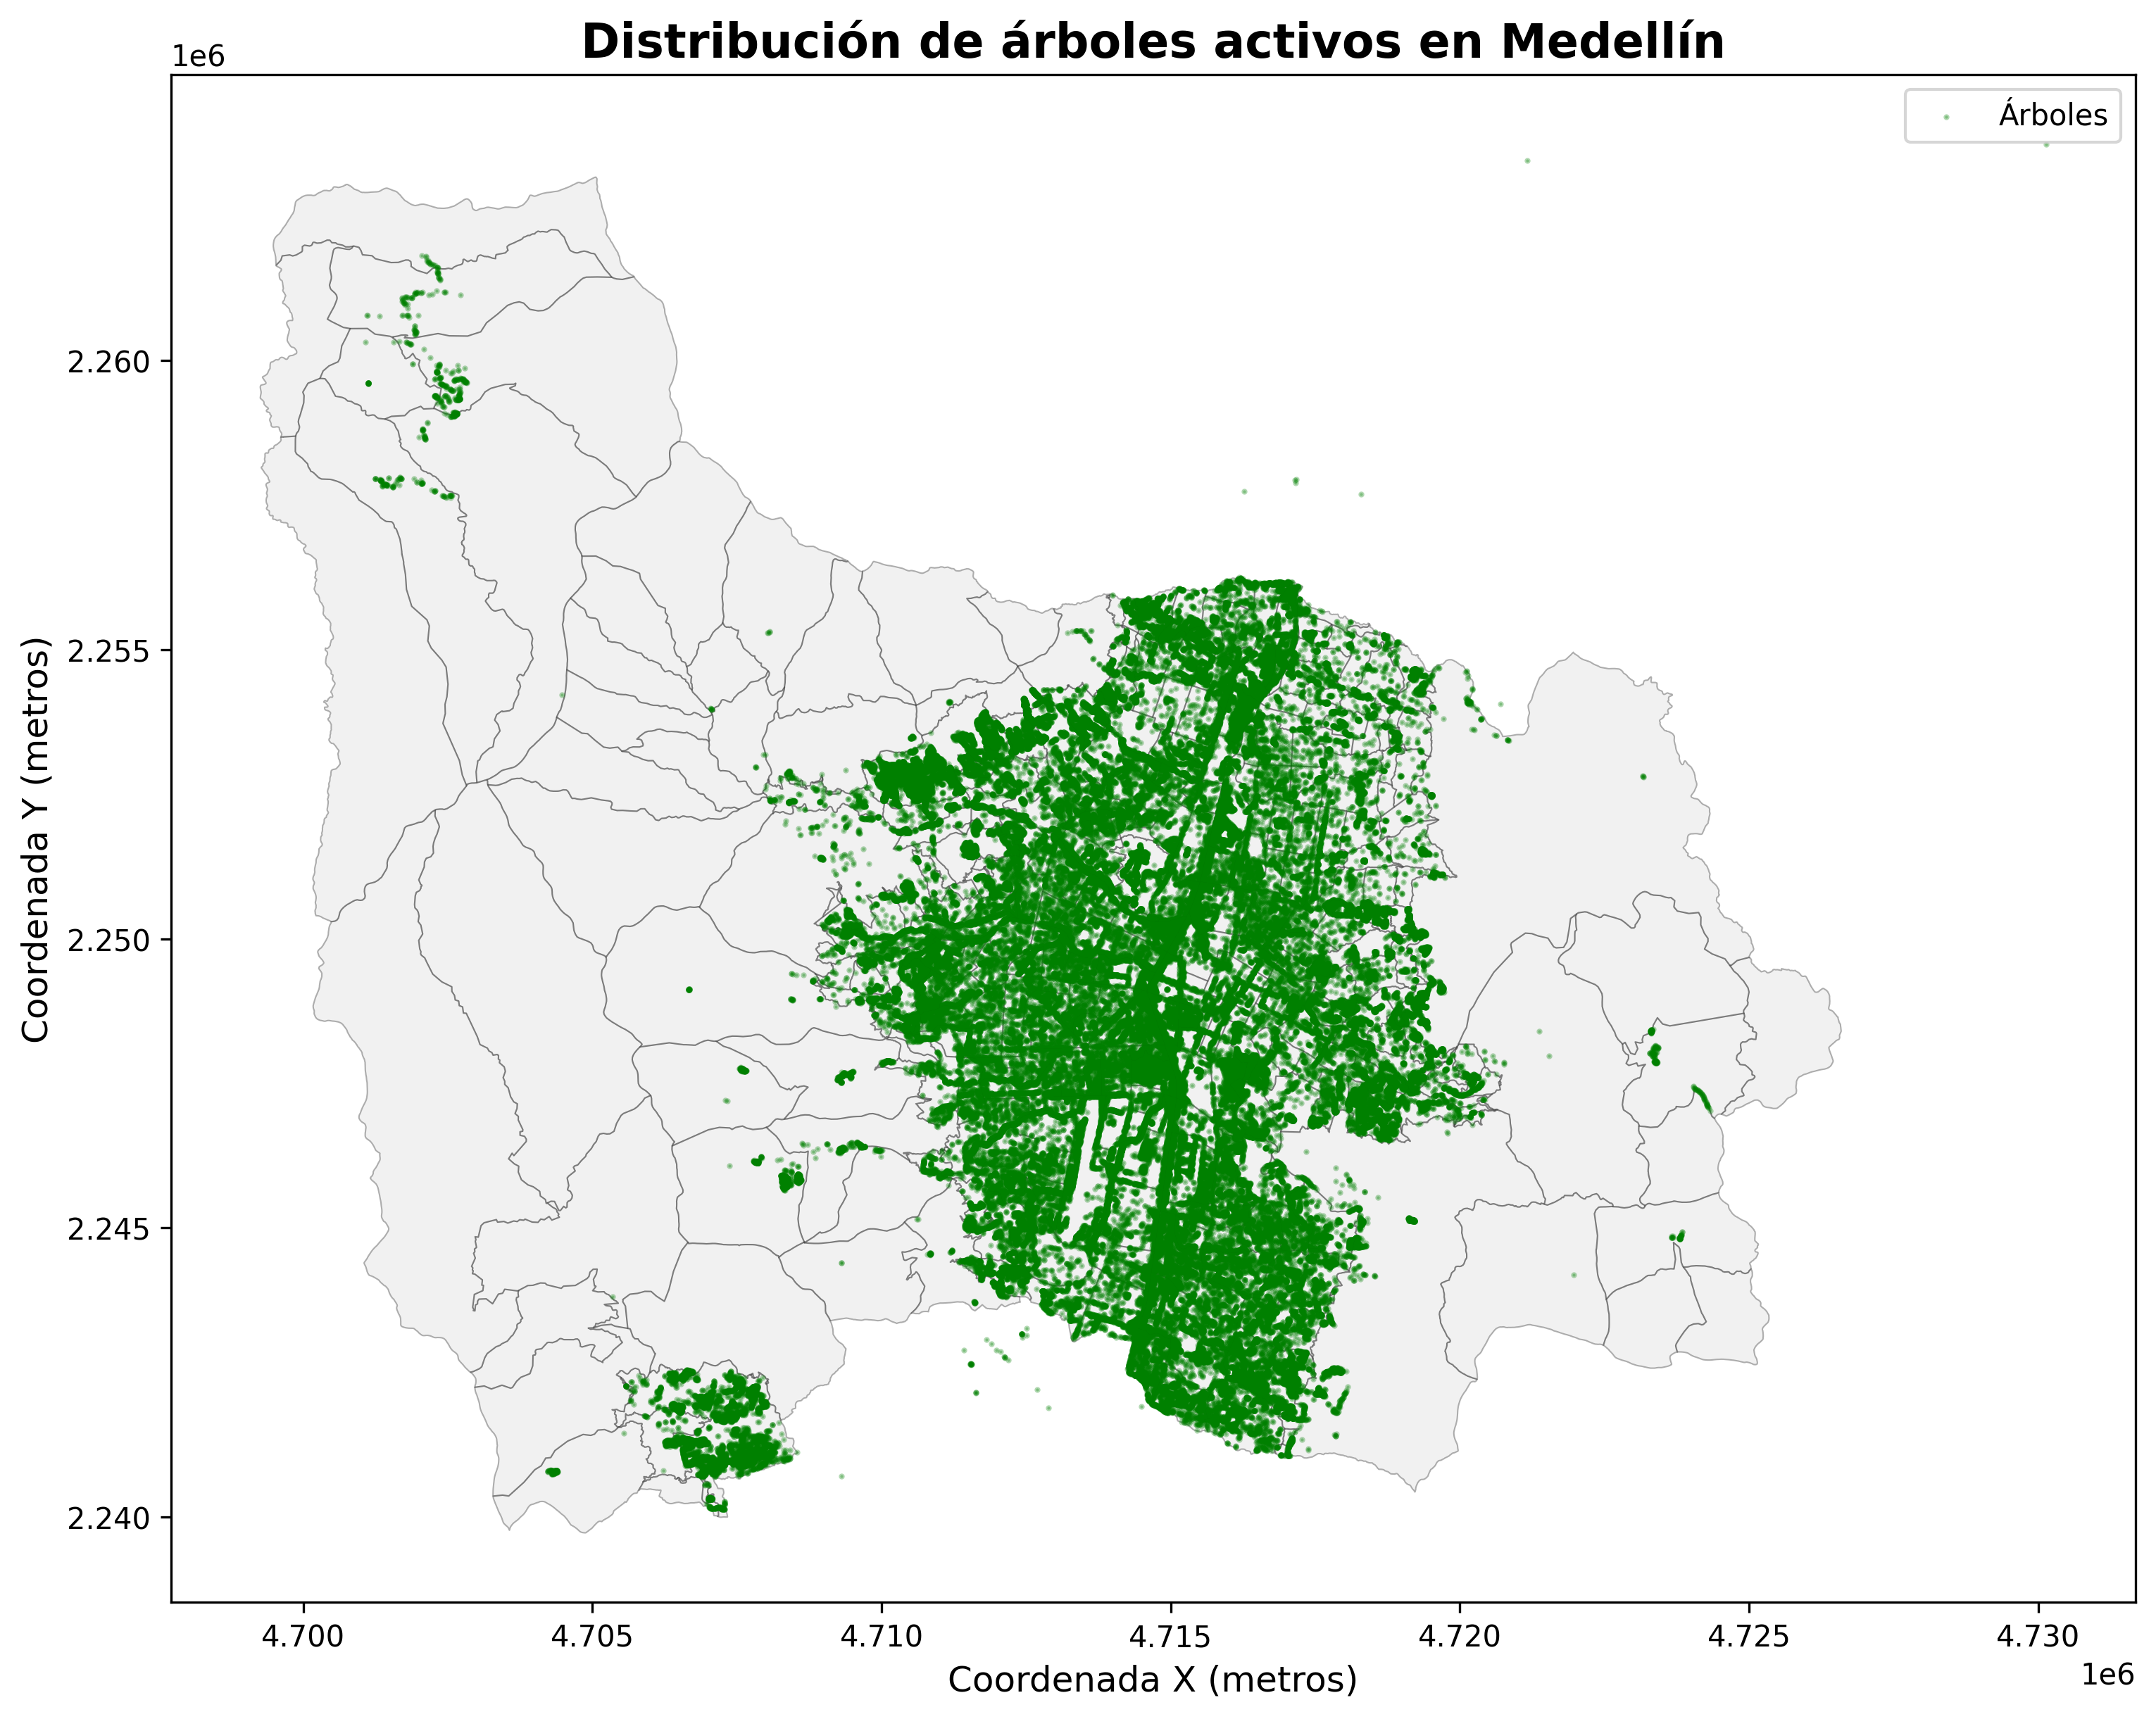 Distribución de árboles activos en Medellín
1e6
Árboles
2.260
2.255
2.250
2.245
2.240
Coordenada Y (metros)
4.700 4.705 4.710 4.715 4.720 4.725 4.730
1e6
Coordenada X (metros)